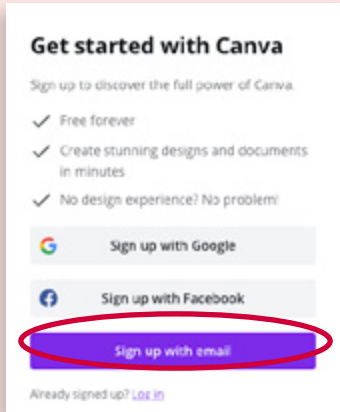 Get started with Canva
Sign up to discover the full power of Canva.
Free forever
Create stunning designs and documents
in minutes
No design experience? No problem!
Sign up with Google
Sign up with Facebook
Sign up with email
Already signed up? Log in